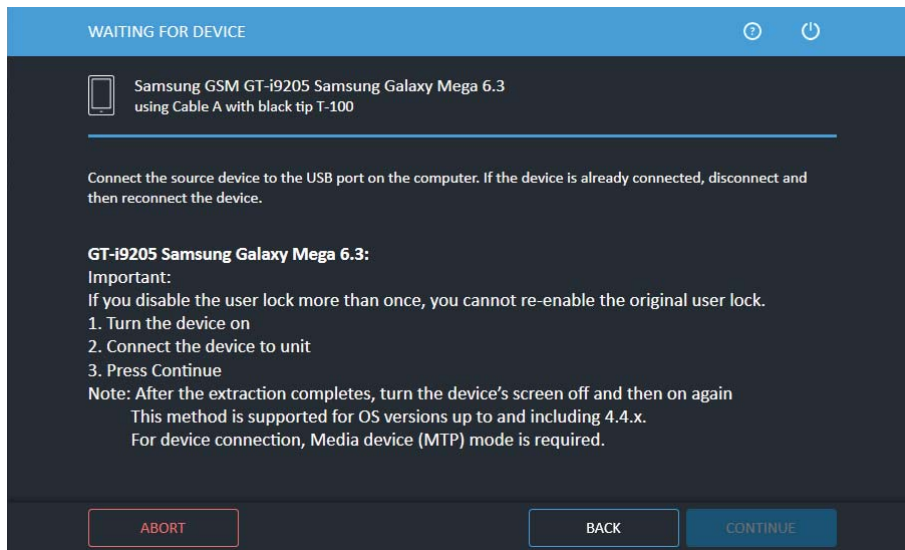 WAITING FOR DEVICE
Samsung GSM GT-i9205 Samsung Galaxy Mega 6.3
using Cable A with black tip T-100
Connect the source device to the USB port on the computer. If the device is already connected, disconnect and
then reconnect the device.
GT-i9205 Samsung Galaxy Mega 6.3:
Important:
If you disable the user lock more than once, you cannot re-enable the original user lock.
1. Turn the device on
2. Connect the device to unit
3. Press Continue
Note: After the extraction completes, turn the device's screen off and then on again
This method is supported for OS versions up to and including 4.4.x.
For device connection, Media device (MTP) mode is required.
ABORT BACK CONTINUE